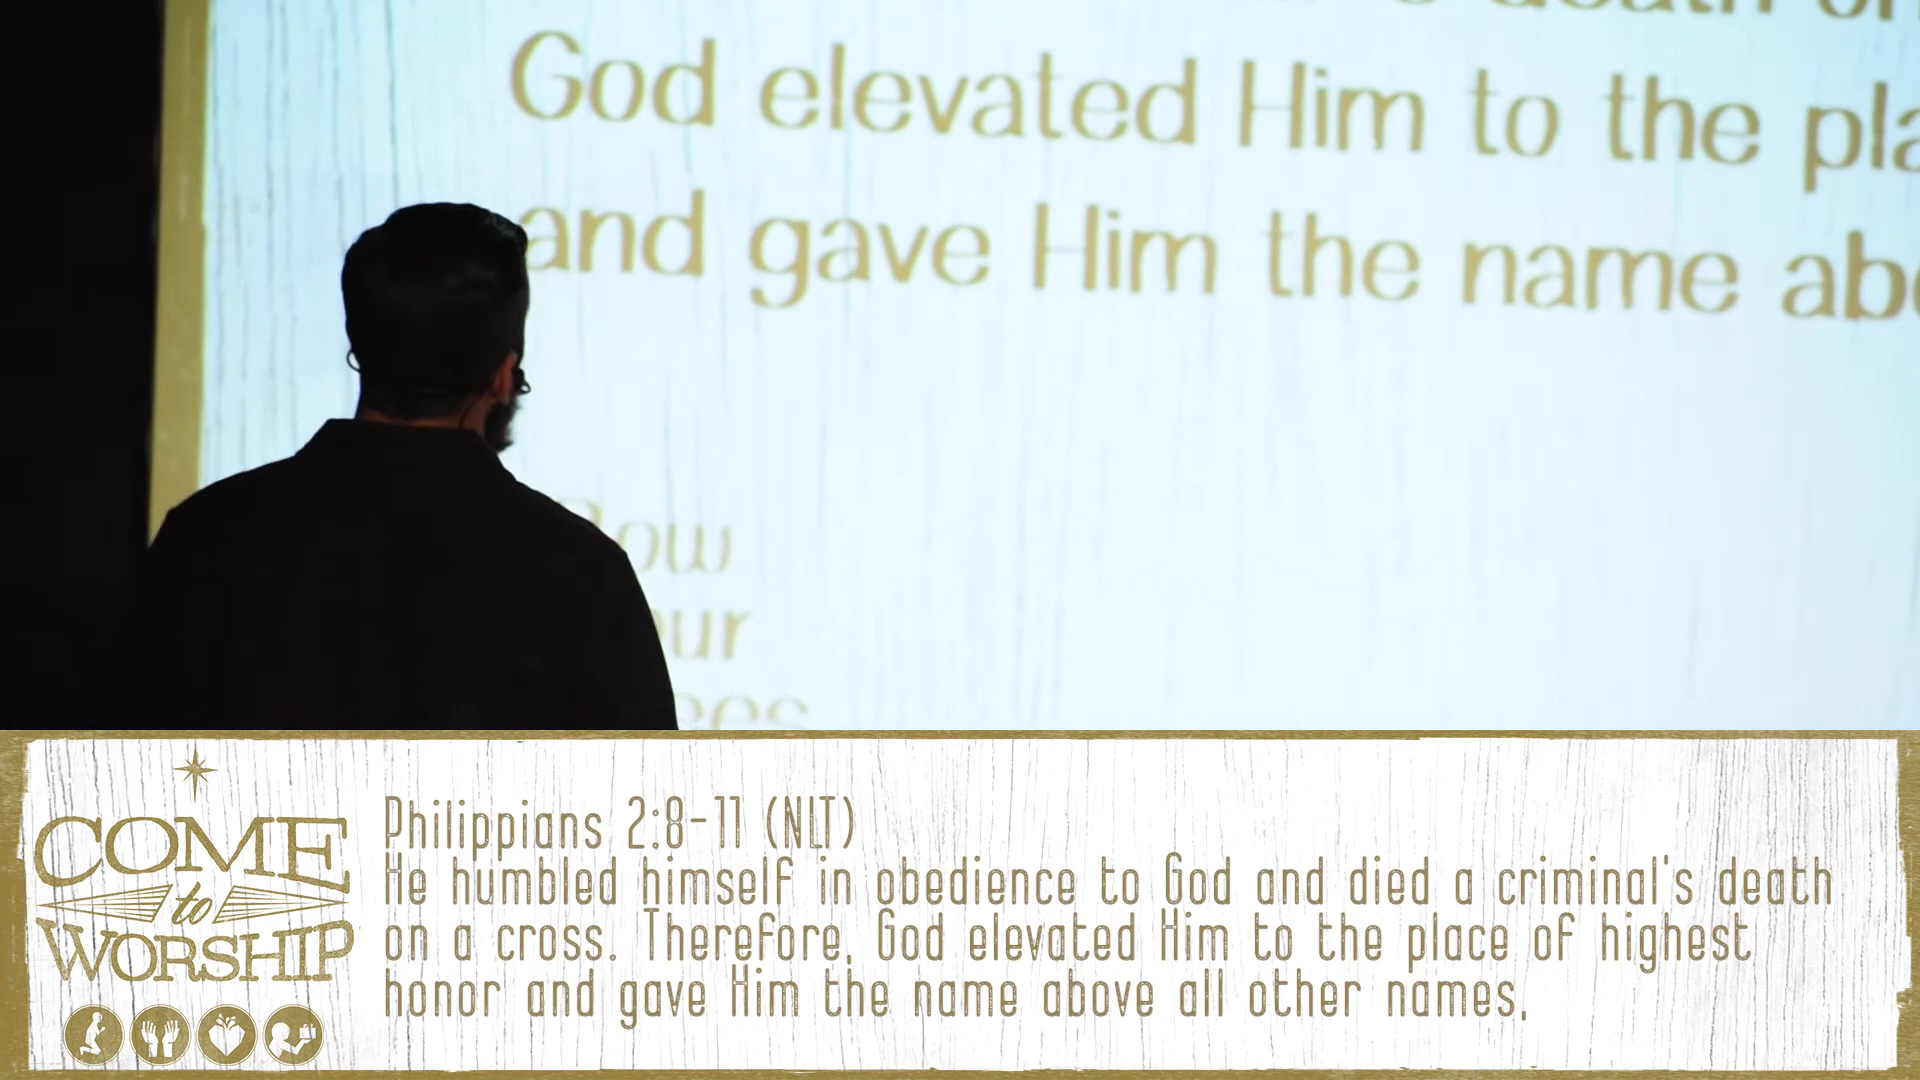 God elevated Him to the
and gave Him the name
COME
to
WORSHIP
Philippians 2:8-11 (NLT)
He humbled himself in obedience to God and died a criminal's death
on a cross. Therefore, God elevated Him to the place of highest
honor and gave Him the name above all other names,